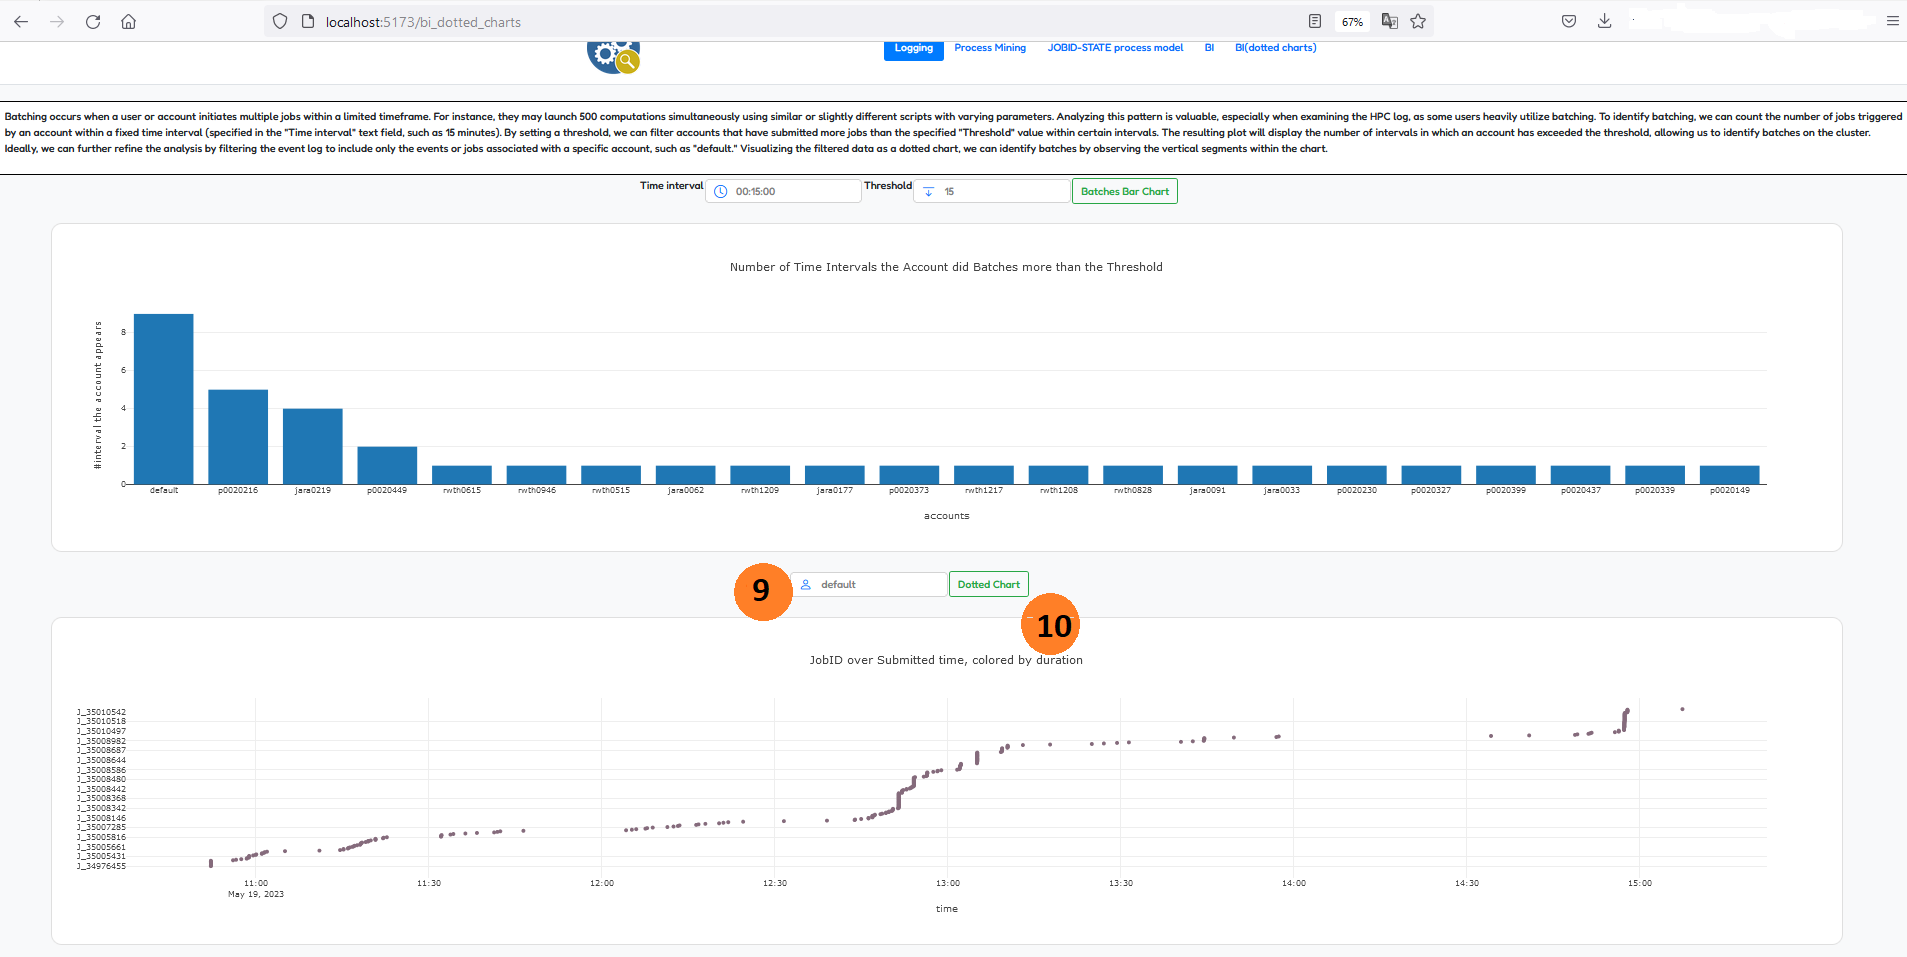 localhost:5173/bi_dotted_charts
67%
Logging Process Mining JOBID-STATE process model BI BI(dotted charts)
Batching occurs when a user or account initiates multiple jobs within a limited timeframe. For instance, they may launch 500 computations simultaneously using similar or slightly different scripts with varying parameters. Analyzing this pattern is valuable, especially when examining the HPC log, as some users heavily utilize batching. To identify batching, we can count the number of jobs triggered
by an account within a fixed time interval (specified in the "Time interval" text field, such as 15 minutes). By setting a threshold, we can filter accounts that have submitted more jobs than the specified "Threshold" value within certain intervals. The resulting plot will display the number of intervals in which an account has exceeded the threshold, allowing us to identify batches on the cluster.
Ideally, we can further refine the analysis by filtering the event log to include only the events or jobs associated with a specific account, such as "default." Visualizing the filtered data as a dotted chart, we can identify batches by observing the vertical segments within the chart.
Time interval 00:15:00 Threshold 15 Batches Bar Chart
Number of Time Intervals the Account did Batches more than the Threshold
#interval the account appears
8
6
4
2
0
default p0020216 jara0219 p0020449 rwth0615 rwth0946 rwth0515 jara0062 rwth1209 jara0177 p0020373 rwth1217 rwth1208 rwth0828 jara0091 jara0033 p0020230 p0020327 p0020399 p0020437 p0020339 p0020149
accounts
9 default Dotted Chart
10
JobID over Submitted time, colored by duration
J_35010542
J_35010518
J_35010497
J_35008982
J_35008687
J_35008644
J_35008586
J_35008480
J_35008442
J_35008368
J_35008342
J_35008146
J_35007285
J_35005816
J_35005661
J_35005431
J_34976455
11:00 11:30 12:00 12:30 13:00 13:30 14:00 14:30 15:00
May 19, 2023
time